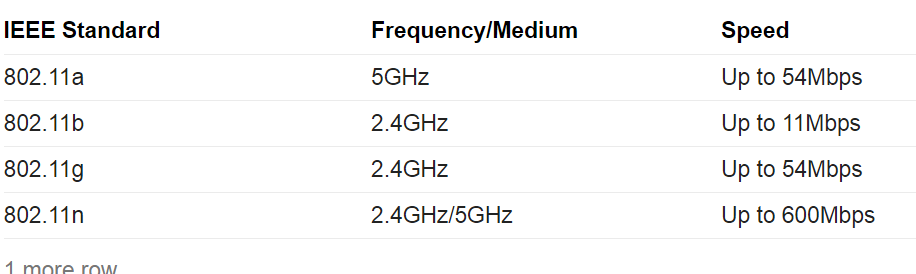 IEEE Standard Frequency/Medium Speed
802.11a 5GHz Up to 54Mbps
802.11b 2.4GHz Up to 11Mbps
802.11g 2.4GHz Up to 54Mbps
802.11n 2.4GHz/5GHz Up to 600Mbps
1 more row